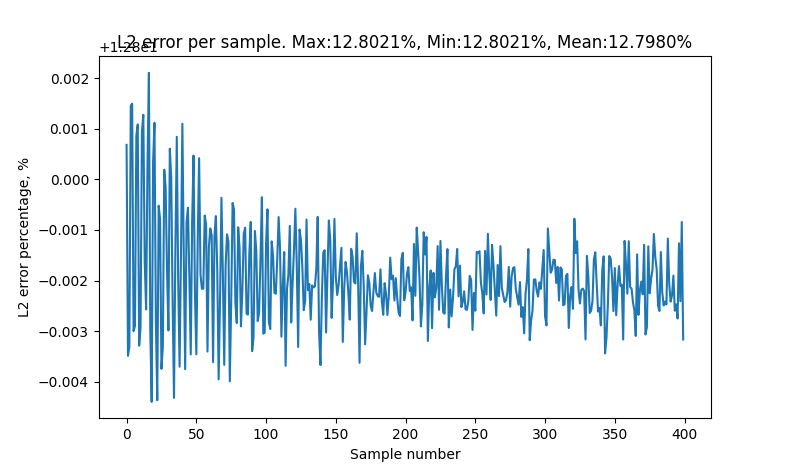 L2 error per sample. Max:12.8021%, Min:12.8021%, Mean:12.7980%
+1.28e1
0.002
0.001
0.000
−0.001
−0.002
−0.003
−0.004
L2 error percentage, %
0 50 100 150 200 250 300 350 400
Sample number